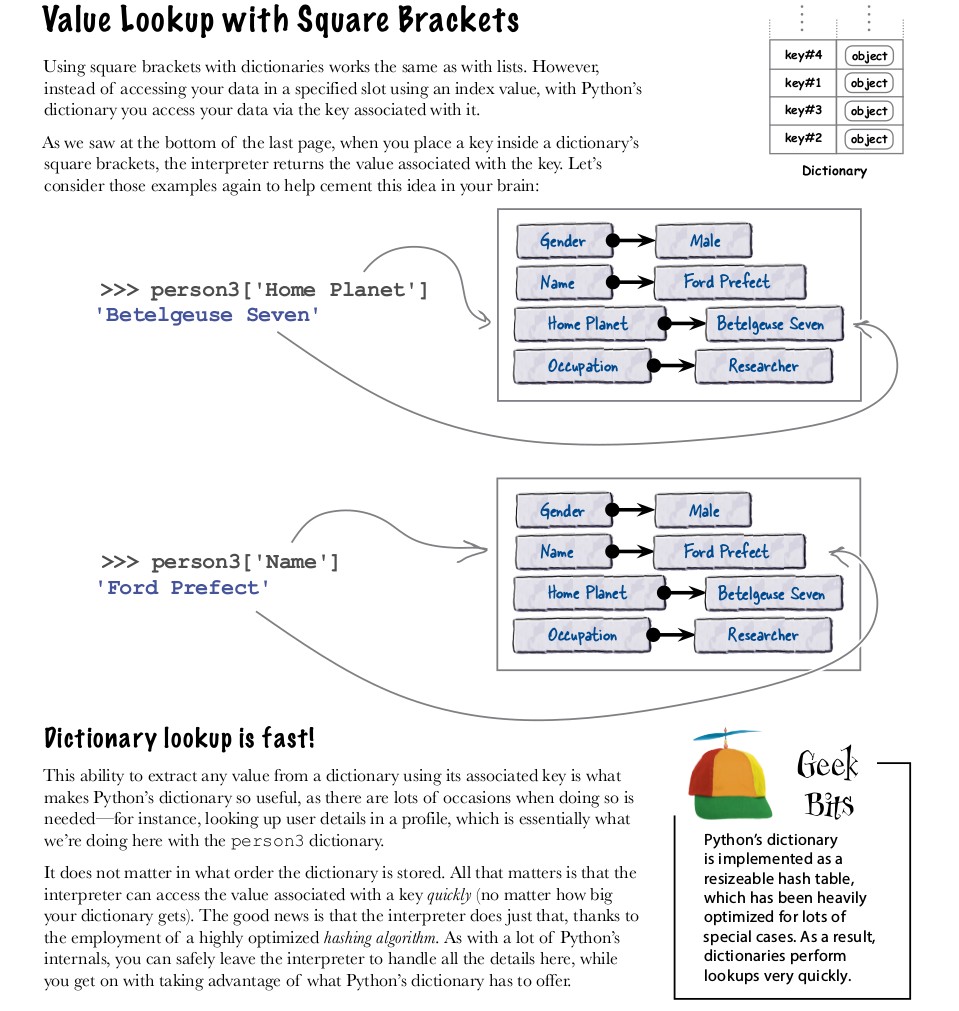 Value Lookup with Square Brackets
Using square brackets with dictionaries works the same as with lists. However,
instead of accessing your data in a specified slot using an index value, with Python’s
dictionary you access your data via the key associated with it.
As we saw at the bottom of the last page, when you place a key inside a dictionary’s
square brackets, the interpreter returns the value associated with the key. Let’s
consider those examples again to help cement this idea in your brain:
key#4 object
key#1 object
key#3 object
key#2 object
Dictionary
>>> person3['Home Planet']
'Betelgeuse Seven'
Gender Male
Name Ford Prefect
Home Planet Betelgeuse Seven
Occupation Researcher
>>> person3['Name']
'Ford Prefect'
Gender Male
Name Ford Prefect
Home Planet Betelgeuse Seven
Occupation Researcher
Dictionary lookup is fast!
This ability to extract any value from a dictionary using its associated key is what
makes Python’s dictionary so useful, as there are lots of occasions when doing so is
needed—for instance, looking up user details in a profile, which is essentially what
we’re doing here with the person3 dictionary.
It does not matter in what order the dictionary is stored. All that matters is that the
interpreter can access the value associated with a key quickly (no matter how big
your dictionary gets). The good news is that the interpreter does just that, thanks to
the employment of a highly optimized hashing algorithm. As with a lot of Python’s
internals, you can safely leave the interpreter to handle all the details here, while
you get on with taking advantage of what Python’s dictionary has to offer.
Geek
Bits
Python’s dictionary
is implemented as a
resizeable hash table,
which has been heavily
optimized for lots of
special cases. As a result,
dictionaries perform
lookups very quickly.